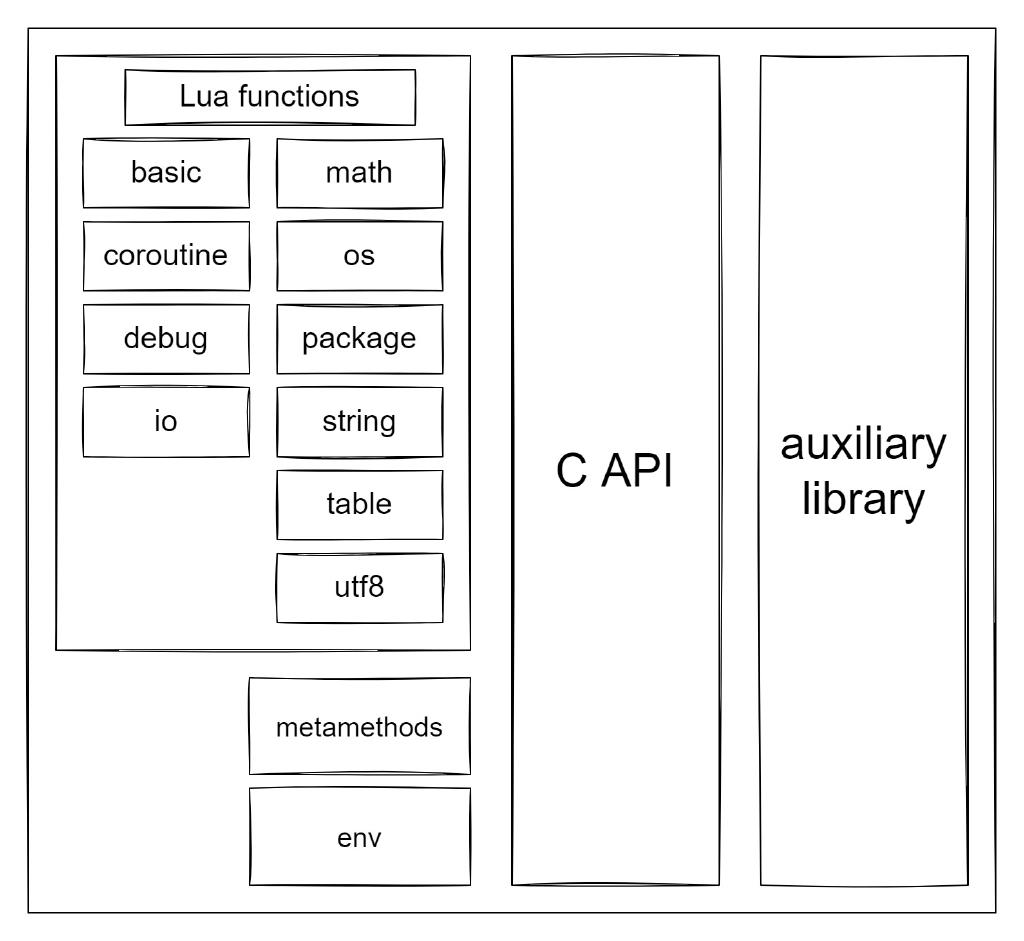 Lua functions
basic
math
coroutine
os
debug
package
io
string
table
utf8
metamethods
env
C API
auxiliary
library